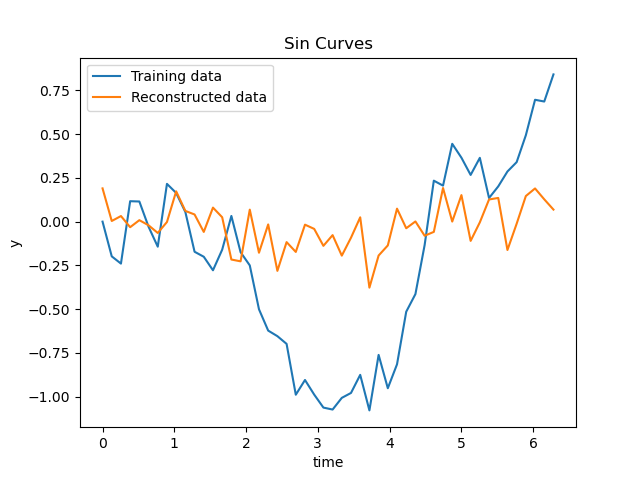 Sin Curves
Training data
Reconstructed data
0.75
0.50
0.25
0.00
−0.25
−0.50
−0.75
−1.00
y
0 1 2 3 4 5 6
time